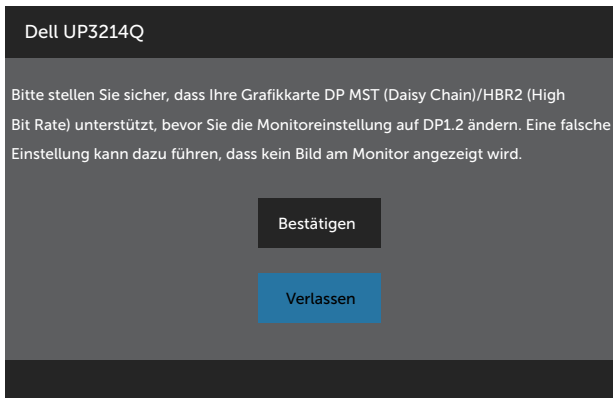 Dell UP3214Q
Bitte stellen Sie sicher, dass Ihre Grafikkarte DP MST (Daisy Chain)/HBR2 (High
Bit Rate) unterstützt, bevor Sie die Monitoreinstellung auf DP1.2 ändern. Eine falsche
Einstellung kann dazu führen, dass kein Bild am Monitor angezeigt wird.
Bestätigen
Verlassen